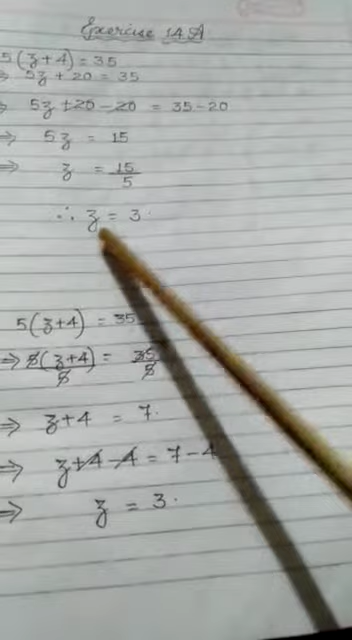 Exercise 14A
5(z+4) = 35
⇒ 5z + 20 = 35
⇒ 5z + 20 - 20 = 35 - 20
⇒ 5z = 15
⇒ z = 15/5
∴ z = 3.
5(z+4) = 35
⇒ 5(z+4)/5 = 35/5
⇒ z+4 = 7.
⇒ z+4-4 = 7-4
⇒ z = 3.